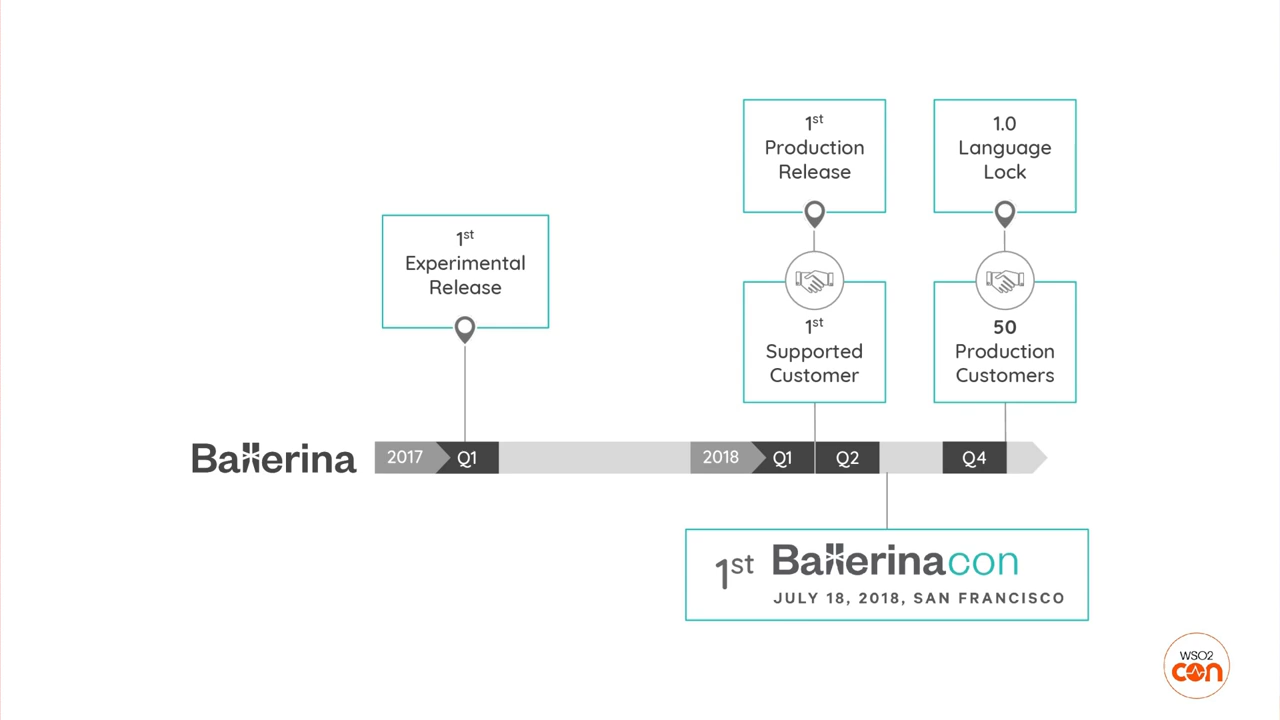 1st
Production
Release
1.0
Language
Lock
1st
Experimental
Release
1st
Supported
Customer
50
Production
Customers
Ballerina
2017
Q1
2018
Q1
Q2
Q4
1st
Ballerinacon
JULY 18, 2018, SAN FRANCISCO
WSO2
con